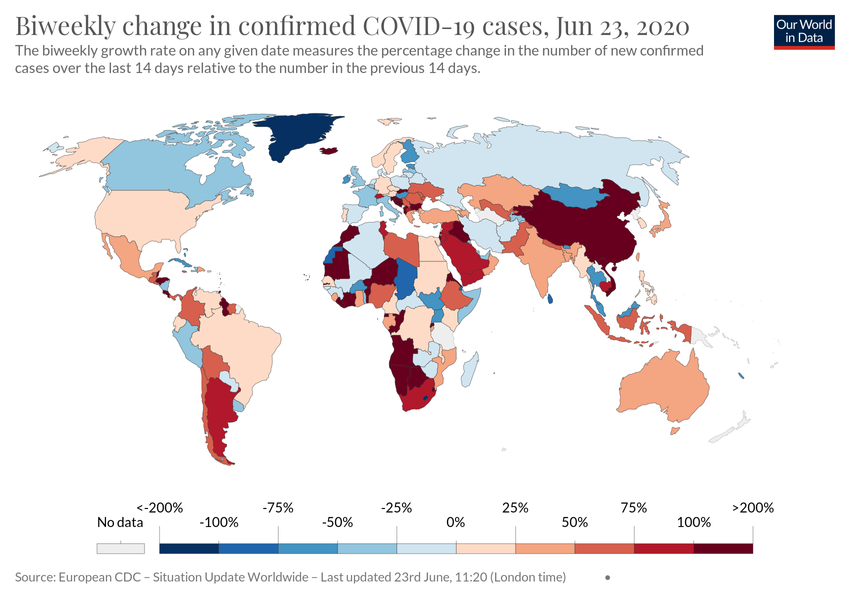 Biweekly change in confirmed COVID-19 cases, Jun 23, 2020
Our World
in Data
The biweekly growth rate on any given date measures the percentage change in the number of new confirmed
cases over the last 14 days relative to the number in the previous 14 days.
<-200% -75% -25% 25% 75% >200%
No data -100% -50% 0% 50% 100%
Source: European CDC – Situation Update Worldwide – Last updated 23rd June, 11:20 (London time)